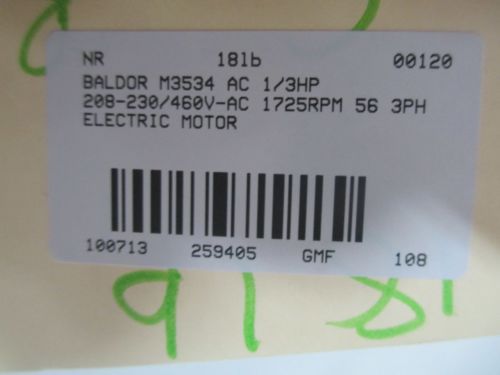 NR 18lb 00120
BALDOR M3534 AC 1/3HP
208-230/460V-AC 1725RPM 56 3PH
ELECTRIC MOTOR
100713 259405 GMF 108